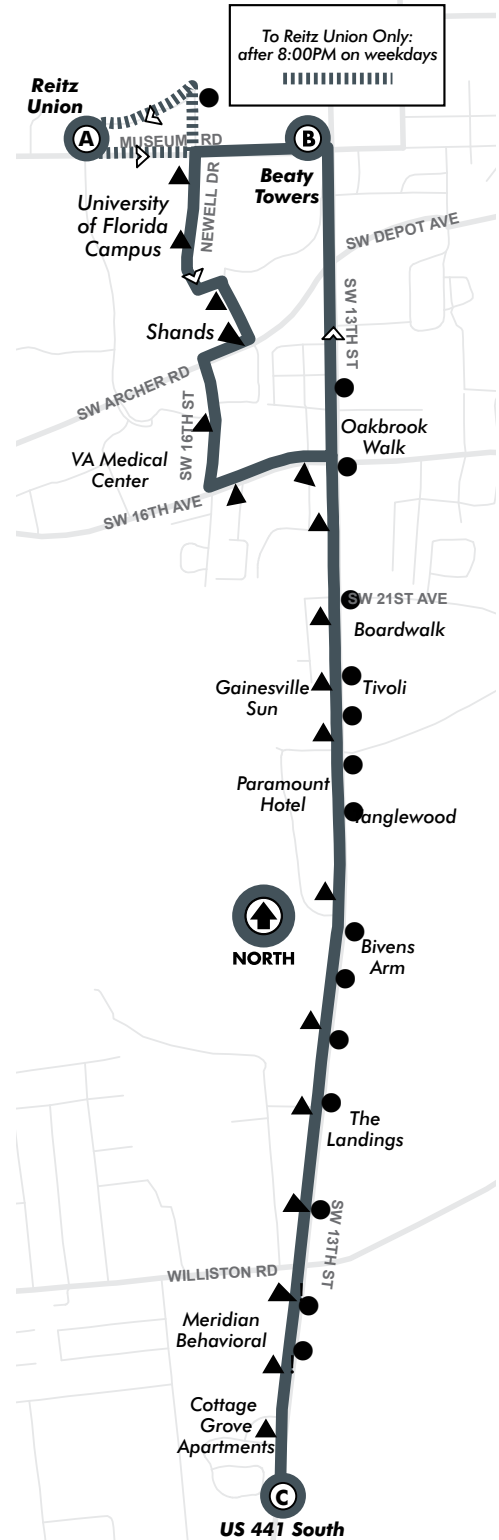 To Reitz Union Only:
after 8:00PM on weekdays
Reitz
Union
A
MUSEUM RD
B
Beaty
Towers
NEWELL DR
University
of Florida
Campus
SW DEPOT AVE
SW 13TH ST
Shands
SW ARCHER RD
SW 16TH ST
Oakbrook
Walk
VA Medical
Center
SW 16TH AVE
SW 21ST AVE
Boardwalk
Gainesville
Sun
Tivoli
Paramount
Hotel
Tanglewood
NORTH
Bivens
Arm
The
Landings
SW 13TH ST
WILLISTON RD
Meridian
Behavioral
Cottage
Grove
Apartments
C
US 441 South